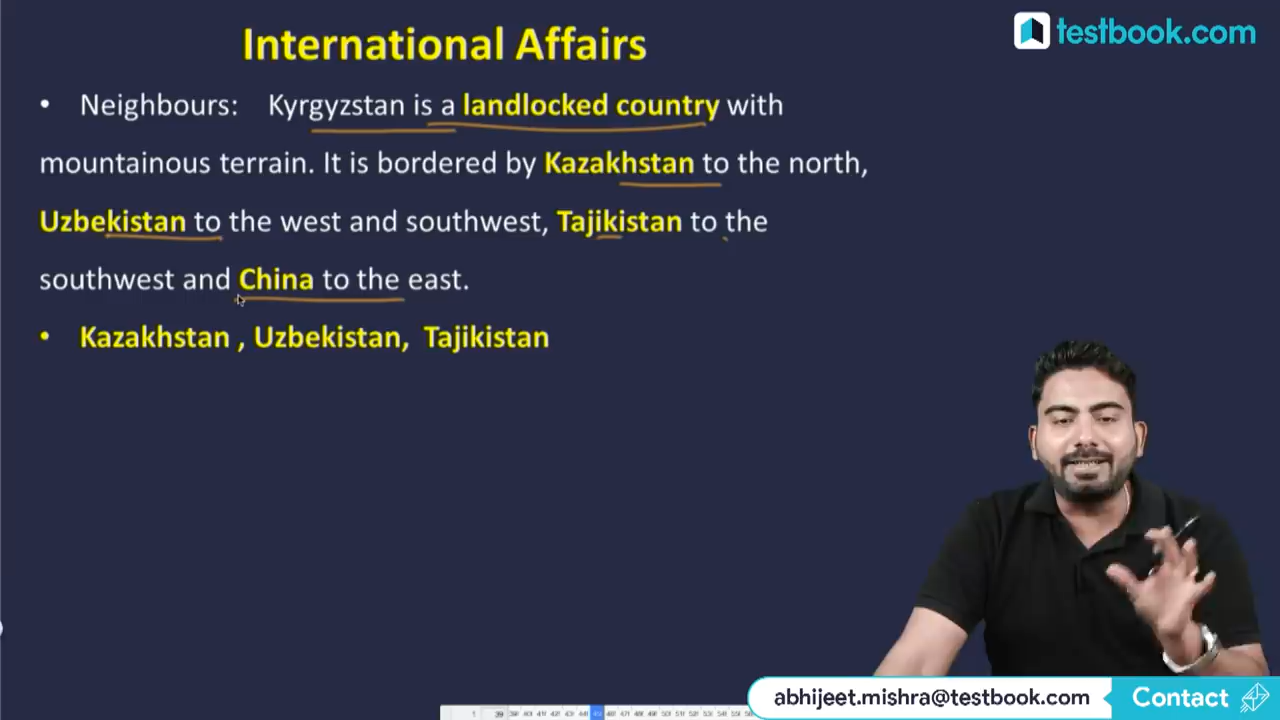 International Affairs
testbook.com
• Neighbours: Kyrgyzstan is a landlocked country with
mountainous terrain. It is bordered by Kazakhstan to the north,
Uzbekistan to the west and southwest, Tajikistan to the
southwest and China to the east.
• Kazakhstan , Uzbekistan, Tajikistan
abhijeet.mishra@testbook.com Contact